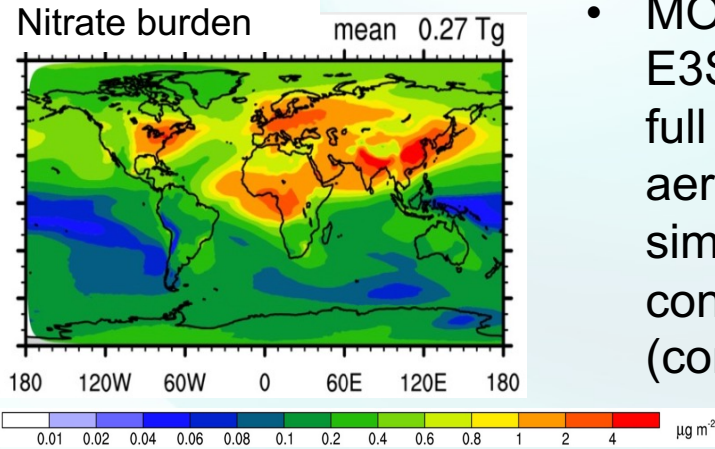 Nitrate burden
mean 0.27 Tg
180 120W 60W 0 60E 120E 180
0.01 0.02 0.04 0.06 0.08 0.1 0.2 0.4 0.6 0.8 1 2 4 µg m⁻²
• MO
E3S
full
aer
sim
con
(co